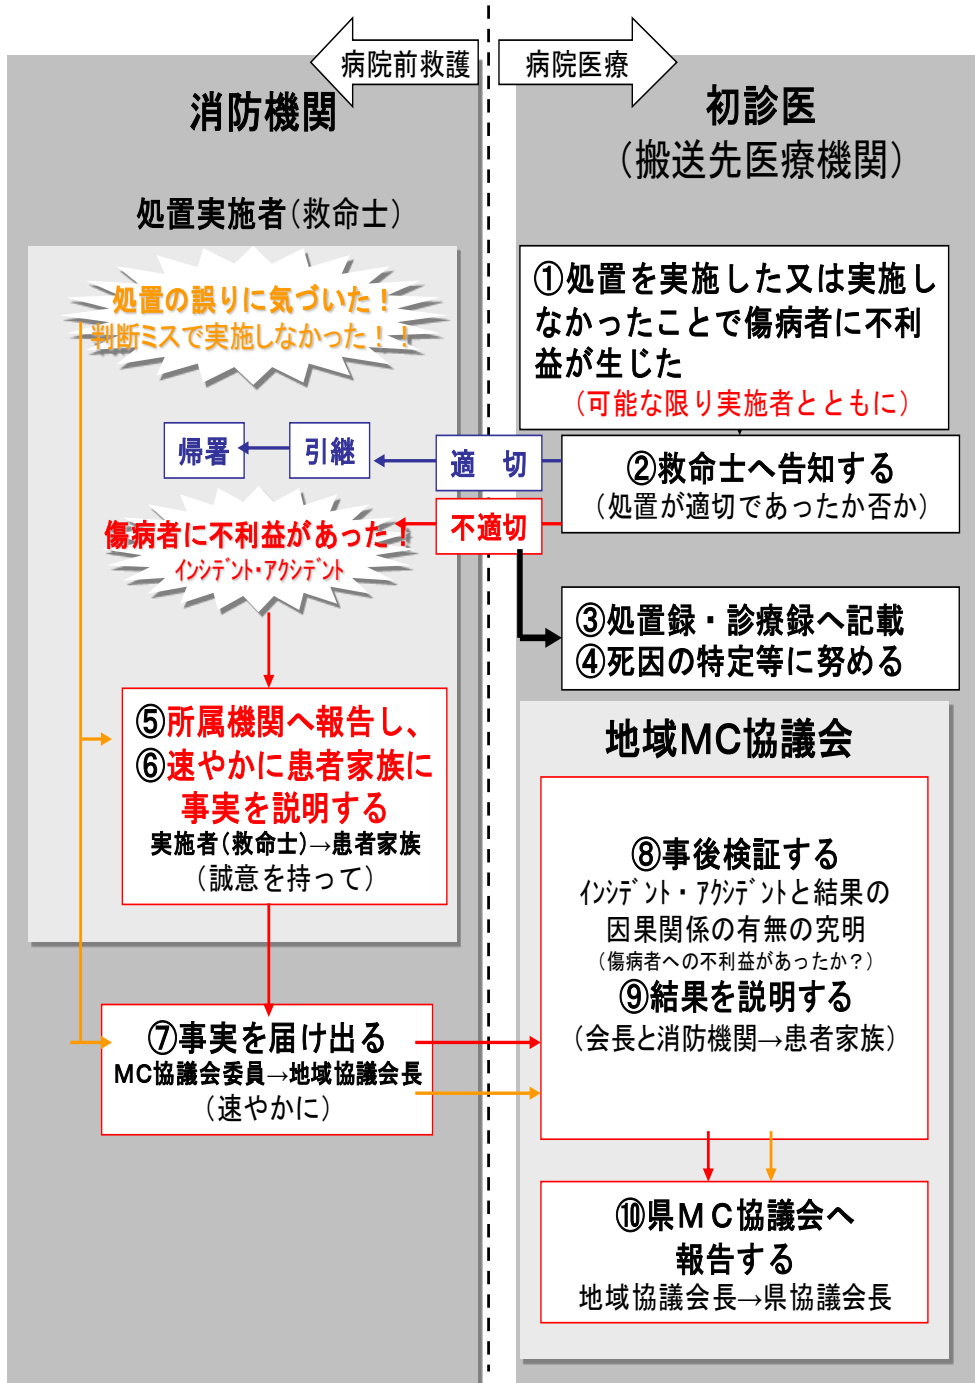 病院前救護
病院医療
消防機関
処置実施者（救命士）
処置の誤りに気づいた！
判断ミスで実施しなかった！！
帰署
引継
適　切
不適切
傷病者に不利益があった！
ｲﾝｼﾃﾞﾝﾄ・ｱｸｼﾃﾞﾝﾄ
⑤所属機関へ報告し、
⑥速やかに患者家族に
事実を説明する
実施者（救命士）→患者家族
（誠意を持って）
⑦事実を届け出る
MC協議会委員→地域協議会長
（速やかに）
初診医
（搬送先医療機関）
①処置を実施した又は実施し
なかったことで傷病者に不利
益が生じた
（可能な限り実施者とともに）
②救命士へ告知する
（処置が適切であったか否か）
③処置録・診療録へ記載
④死因の特定等に努める
地域MC協議会
⑧事後検証する
ｲﾝｼﾃﾞﾝﾄ・ｱｸｼﾃﾞﾝﾄと結果の
因果関係の有無の究明
（傷病者への不利益があったか？）
⑨結果を説明する
（会長と消防機関→患者家族）
⑩県ＭＣ協議会へ
報告する
地域協議会長→県協議会長